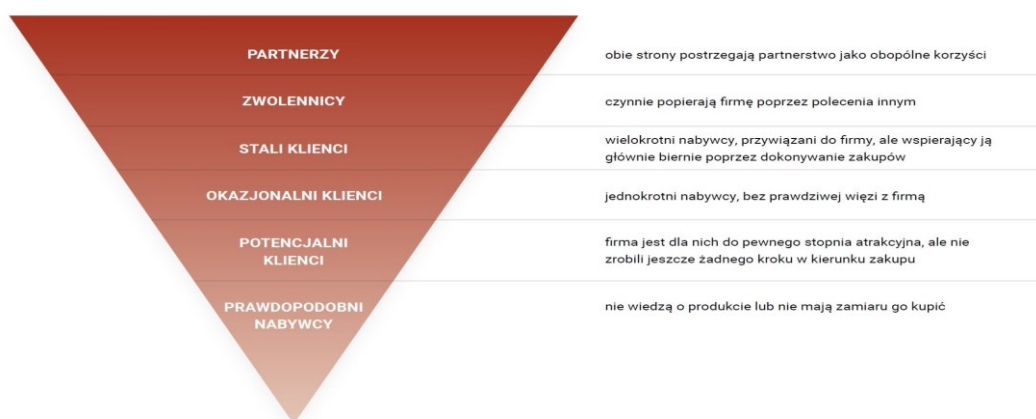 PARTNERZY
obie strony postrzegają partnerstwo jako obopólne korzyści
ZWOLENNICY
czynnie popierają firmę poprzez polecenia innym
STALI KLIENCI
wielokrotni nabywcy, przywiązani do firmy, ale wspierający ją
głównie biernie poprzez dokonywanie zakupów
OKAZJONALNI KLIENCI
jednokrotni nabywcy, bez prawdziwej więzi z firmą
POTENCJALNI
KLIENCI
firma jest dla nich do pewnego stopnia atrakcyjna, ale nie
zrobili jeszcze żadnego kroku w kierunku zakupu
PRAWDOPODOBNI
NABYWCY
nie wiedzą o produkcie lub nie mają zamiaru go kupić